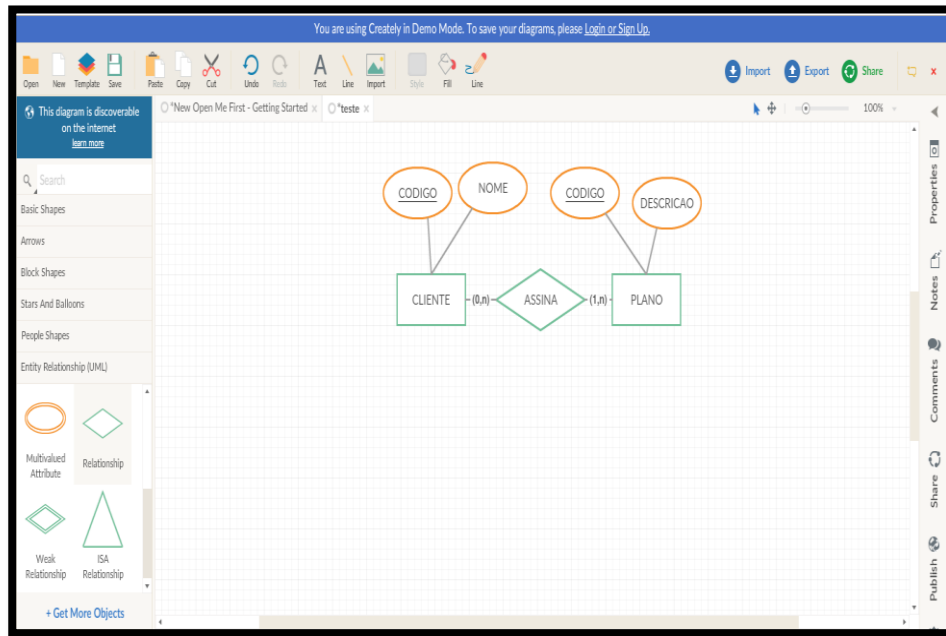 You are using Creately in Demo Mode. To save your diagrams, please Login or Sign Up.
Open New Template Save Paste Copy Cut Undo Redo Text Line Import Style Fill Line
Import Export Share
This diagram is discoverable
on the internet
learn more
*New Open Me First - Getting Started x *teste x
100%
Search
Basic Shapes
Arrows
Block Shapes
Stars And Balloons
People Shapes
Entity Relationship (UML)
Multivalued
Attribute
Relationship
Weak
Relationship
ISA
Relationship
+ Get More Objects
CODIGO NOME CODIGO DESCRICAO
CLIENTE (0,n) ASSINA (1,n) PLANO
Properties
Notes
Comments
Share
Publish